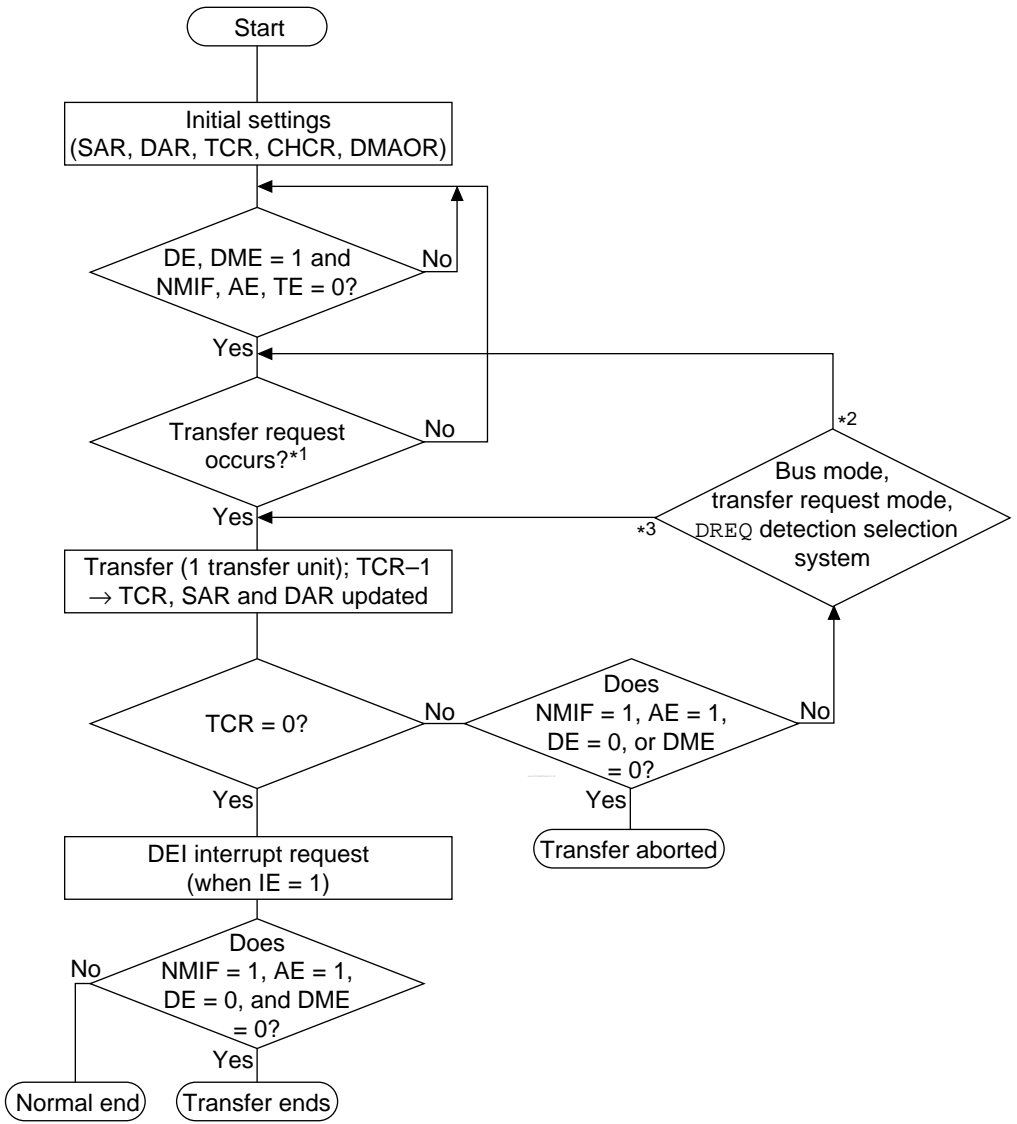 Start
Initial settings
(SAR, DAR, TCR, CHCR, DMAOR)
DE, DME = 1 and
NMIF, AE, TE = 0?
No
Yes
Transfer request
occurs?*1
No
Yes
*2
Bus mode,
transfer request mode,
DREQ detection selection
system
*3
Transfer (1 transfer unit); TCR–1
→ TCR, SAR and DAR updated
TCR = 0?
No
Yes
Does
NMIF = 1, AE = 1,
DE = 0, or DME
= 0?
No
Yes
Transfer aborted
DEI interrupt request
(when IE = 1)
Does
NMIF = 1, AE = 1,
DE = 0, and DME
= 0?
No
Yes
Normal end
Transfer ends